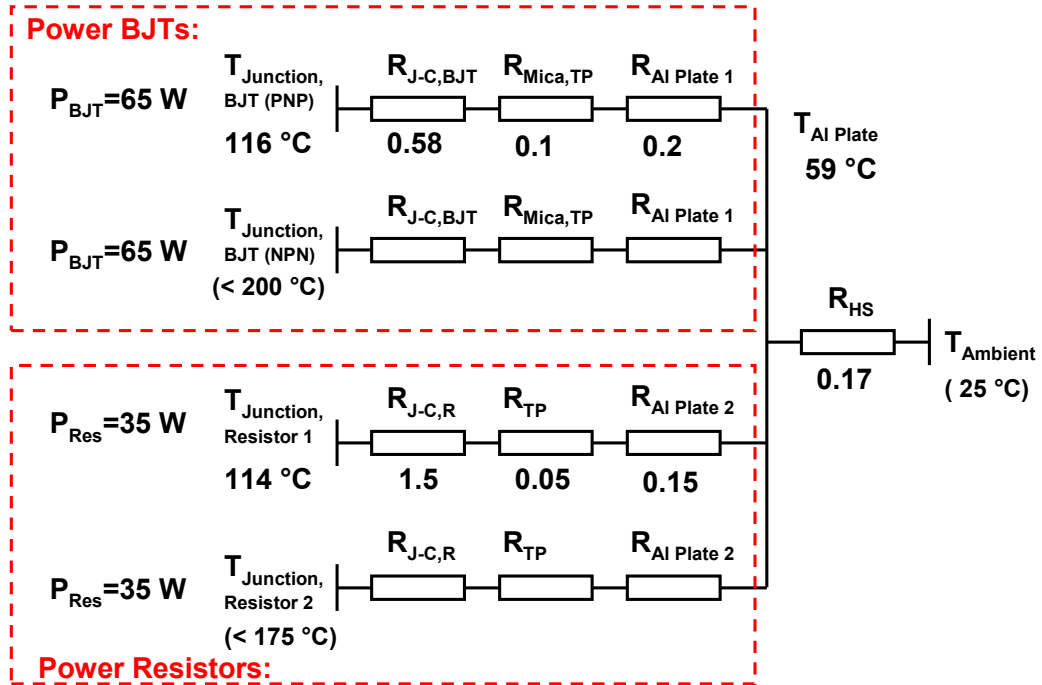 Power BJTs:
P_BJT=65 W
T_Junction, BJT (PNP)
116 °C
R_J-C,BJT
0.58
R_Mica,TP
0.1
R_Al Plate 1
0.2
T_Al Plate
59 °C
P_BJT=65 W
T_Junction, BJT (NPN)
(< 200 °C)
R_J-C,BJT
R_Mica,TP
R_Al Plate 1
R_HS
0.17
T_Ambient
( 25 °C)
P_Res=35 W
T_Junction, Resistor 1
114 °C
R_J-C,R
1.5
R_TP
0.05
R_Al Plate 2
0.15
P_Res=35 W
T_Junction, Resistor 2
(< 175 °C)
R_J-C,R
R_TP
R_Al Plate 2
Power Resistors: